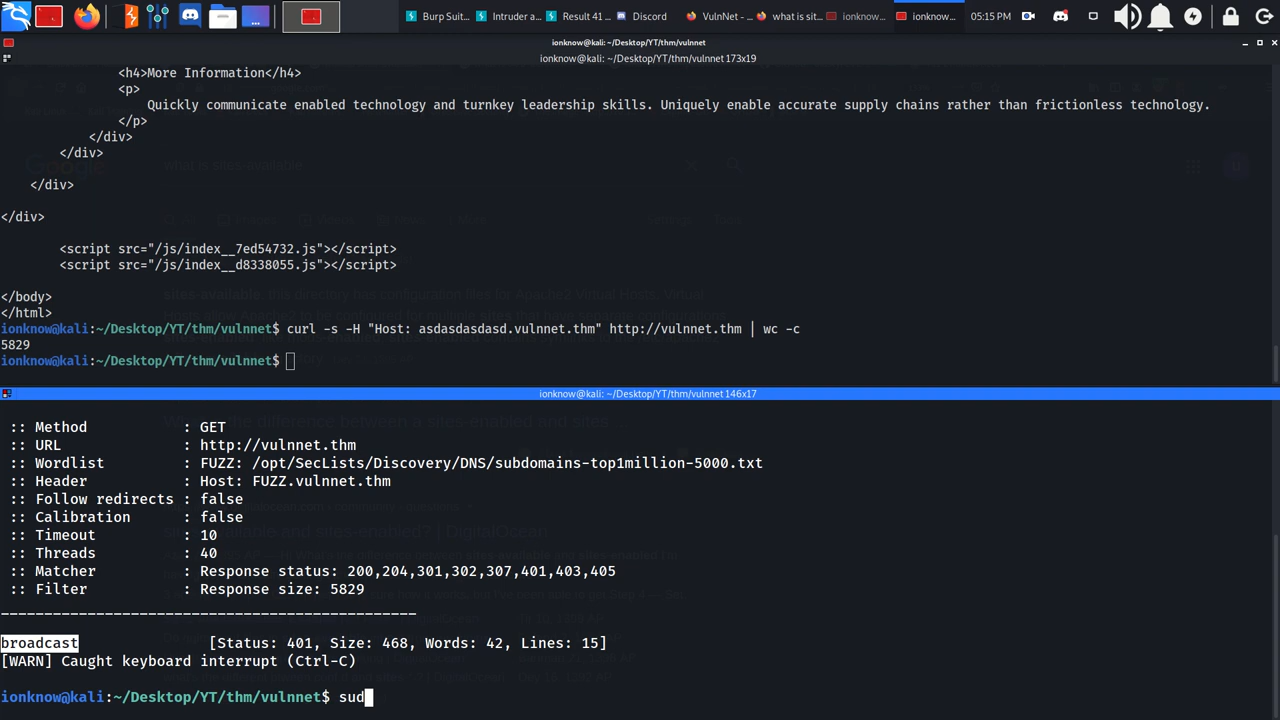 Burp Suit...
Intruder a...
Result 41 ...
Discord
VulnNet - ...
what is sit...
ionknow@...
ionknow@...
05:15 PM
ionknow@kali: ~/Desktop/YT/thm/vulnnet
ionknow@kali: ~/Desktop/YT/thm/vulnnet 173x19
<h4>More Information</h4>
<p>
Quickly communicate enabled technology and turnkey leadership skills. Uniquely enable accurate supply chains rather than frictionless technology.
</p>
</div>
</div>
</div>
</div>
<script src="/js/index__7ed54732.js"></script>
<script src="/js/index__d8338055.js"></script>
</body>
</html>
ionknow@kali:~/Desktop/YT/thm/vulnnet$ curl -s -H "Host: asdasdasdasd.vulnnet.thm" http://vulnnet.thm | wc -c
5829
ionknow@kali:~/Desktop/YT/thm/vulnnet$
ionknow@kali: ~/Desktop/YT/thm/vulnnet 146x17
:: Method           : GET
:: URL              : http://vulnnet.thm
:: Wordlist         : FUZZ: /opt/SecLists/Discovery/DNS/subdomains-top1million-5000.txt
:: Header           : Host: FUZZ.vulnnet.thm
:: Follow redirects : false
:: Calibration      : false
:: Timeout          : 10
:: Threads          : 40
:: Matcher          : Response status: 200,204,301,302,307,401,403,405
:: Filter           : Response size: 5829
________________________________________________
broadcast               [Status: 401, Size: 468, Words: 42, Lines: 15]
[WARN] Caught keyboard interrupt (Ctrl-C)
ionknow@kali:~/Desktop/YT/thm/vulnnet$ sud